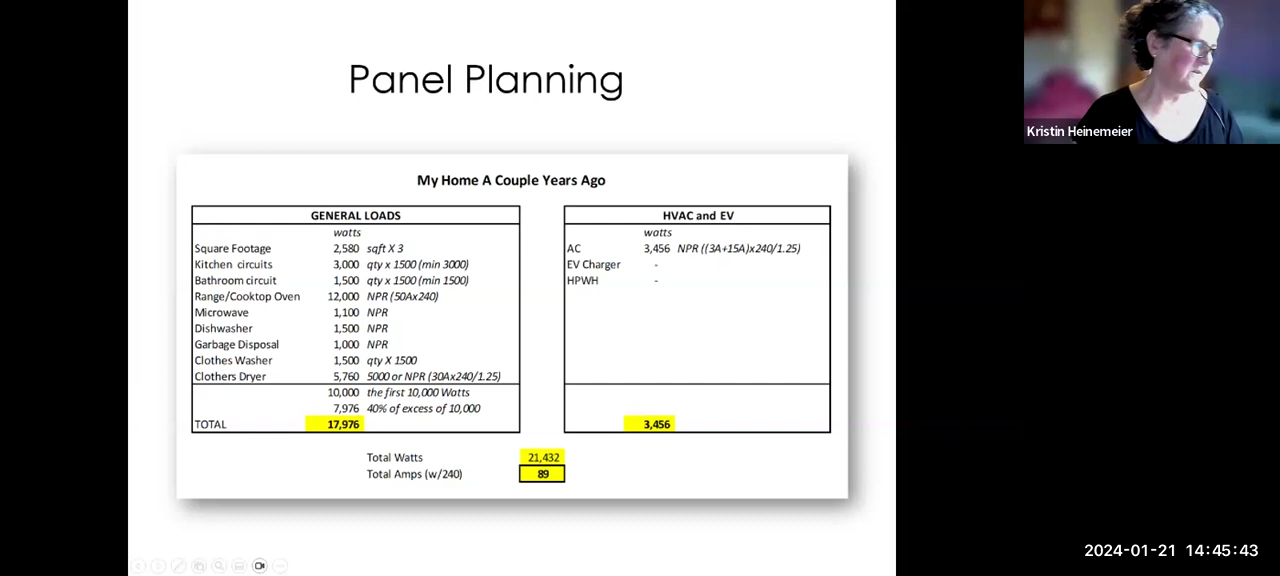 Panel Planning
Kristin Heinemeier
My Home A Couple Years Ago
GENERAL LOADS
watts
Square Footage 2,580 sqft X 3
Kitchen circuits 3,000 qty x 1500 (min 3000)
Bathroom circuit 1,500 qty x 1500 (min 1500)
Range/Cooktop Oven 12,000 NPR (50Ax240)
Microwave 1,100 NPR
Dishwasher 1,500 NPR
Garbage Disposal 1,000 NPR
Clothes Washer 1,500 qty X 1500
Clothers Dryer 5,760 5000 or NPR (30Ax240/1.25)
10,000 the first 10,000 Watts
7,976 40% of excess of 10,000
TOTAL 17,976
HVAC and EV
watts
AC 3,456 NPR ((3A+15A)x240/1.25)
EV Charger -
HPWH -
3,456
Total Watts 21,432
Total Amps (w/240) 89
2024-01-21 14:45:43